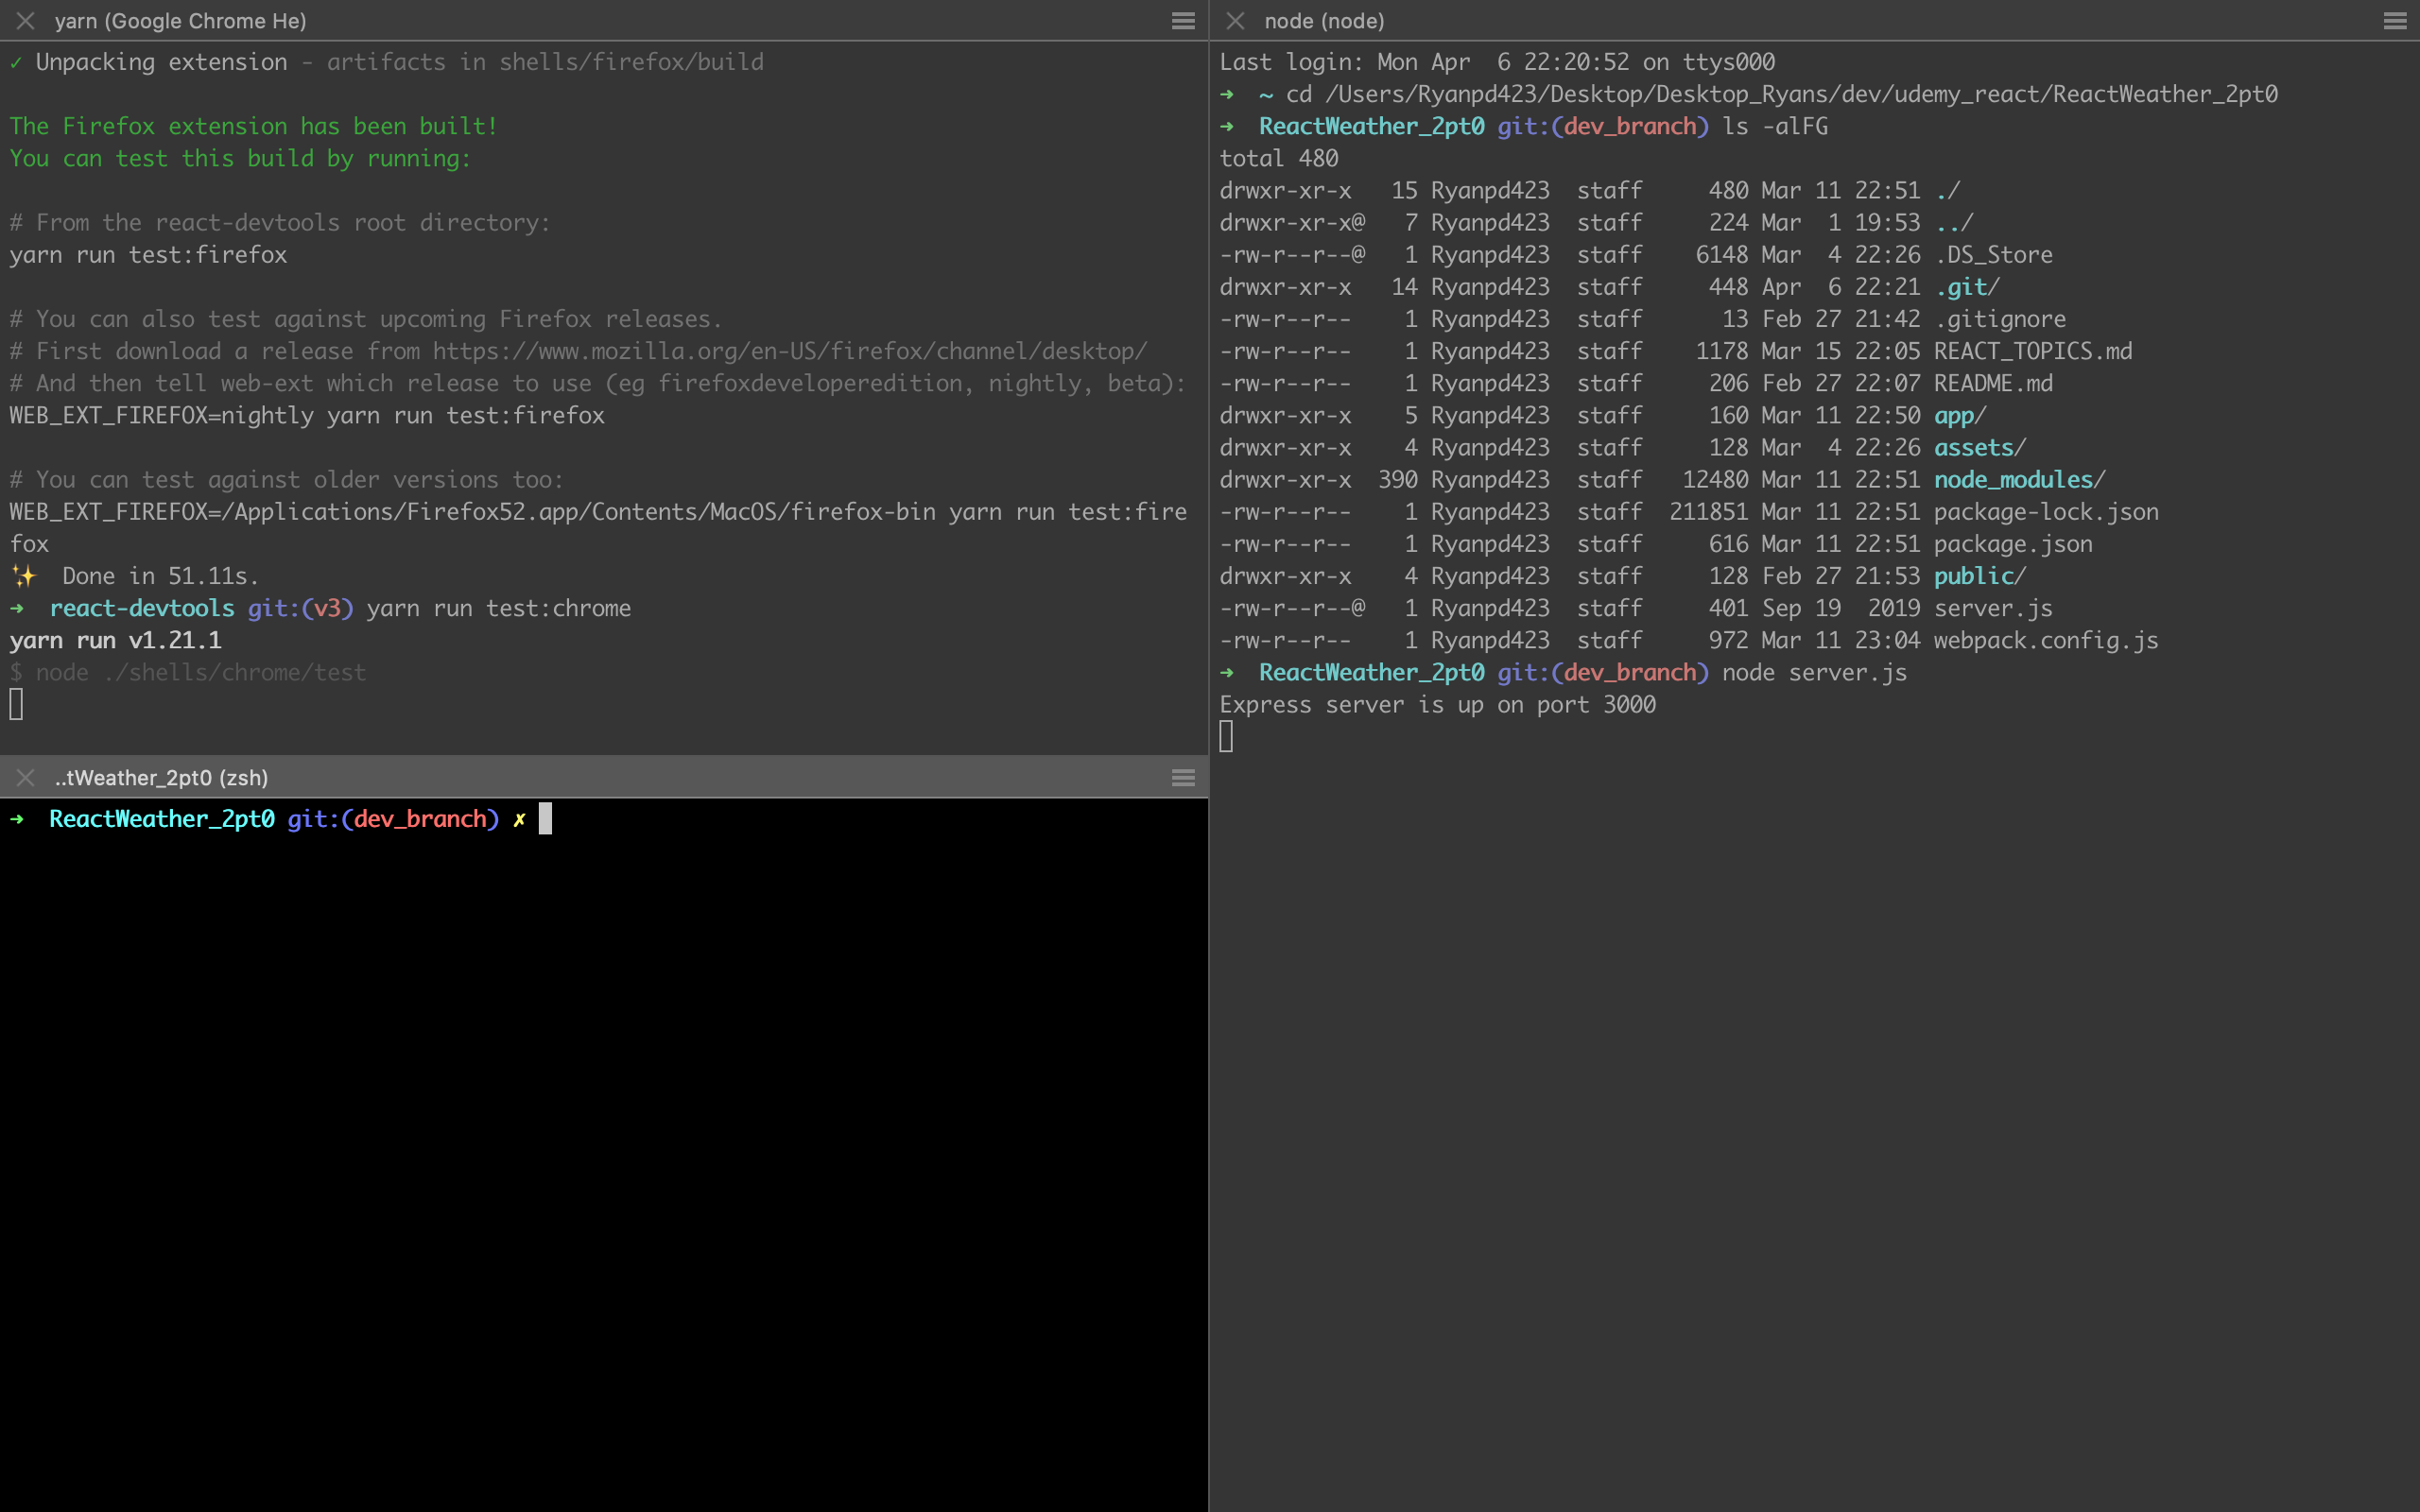 yarn (Google Chrome He)
✓ Unpacking extension - artifacts in shells/firefox/build
The Firefox extension has been built!
You can test this build by running:
# From the react-devtools root directory:
yarn run test:firefox
# You can also test against upcoming Firefox releases.
# First download a release from https://www.mozilla.org/en-US/firefox/channel/desktop/
# And then tell web-ext which release to use (eg firefoxdeveloperedition, nightly, beta):
WEB_EXT_FIREFOX=nightly yarn run test:firefox
# You can test against older versions too:
WEB_EXT_FIREFOX=/Applications/Firefox52.app/Contents/MacOS/firefox-bin yarn run test:fire
fox
✨  Done in 51.11s.
➜  react-devtools git:(v3) yarn run test:chrome
yarn run v1.21.1
$ node ./shells/chrome/test
..tWeather_2pt0 (zsh)
➜  ReactWeather_2pt0 git:(dev_branch) ✗
node (node)
Last login: Mon Apr  6 22:20:52 on ttys000
➜  ~ cd /Users/Ryanpd423/Desktop/Desktop_Ryans/dev/udemy_react/ReactWeather_2pt0
➜  ReactWeather_2pt0 git:(dev_branch) ls -alFG
total 480
drwxr-xr-x   15 Ryanpd423  staff     480 Mar 11 22:51 ./
drwxr-xr-x@   7 Ryanpd423  staff     224 Mar  1 19:53 ../
-rw-r--r--@   1 Ryanpd423  staff    6148 Mar  4 22:26 .DS_Store
drwxr-xr-x   14 Ryanpd423  staff     448 Apr  6 22:21 .git/
-rw-r--r--    1 Ryanpd423  staff      13 Feb 27 21:42 .gitignore
-rw-r--r--    1 Ryanpd423  staff    1178 Mar 15 22:05 REACT_TOPICS.md
-rw-r--r--    1 Ryanpd423  staff     206 Feb 27 22:07 README.md
drwxr-xr-x    5 Ryanpd423  staff     160 Mar 11 22:50 app/
drwxr-xr-x    4 Ryanpd423  staff     128 Mar  4 22:26 assets/
drwxr-xr-x  390 Ryanpd423  staff   12480 Mar 11 22:51 node_modules/
-rw-r--r--    1 Ryanpd423  staff  211851 Mar 11 22:51 package-lock.json
-rw-r--r--    1 Ryanpd423  staff     616 Mar 11 22:51 package.json
drwxr-xr-x    4 Ryanpd423  staff     128 Feb 27 21:53 public/
-rw-r--r--@   1 Ryanpd423  staff     401 Sep 19  2019 server.js
-rw-r--r--    1 Ryanpd423  staff     972 Mar 11 23:04 webpack.config.js
➜  ReactWeather_2pt0 git:(dev_branch) node server.js
Express server is up on port 3000